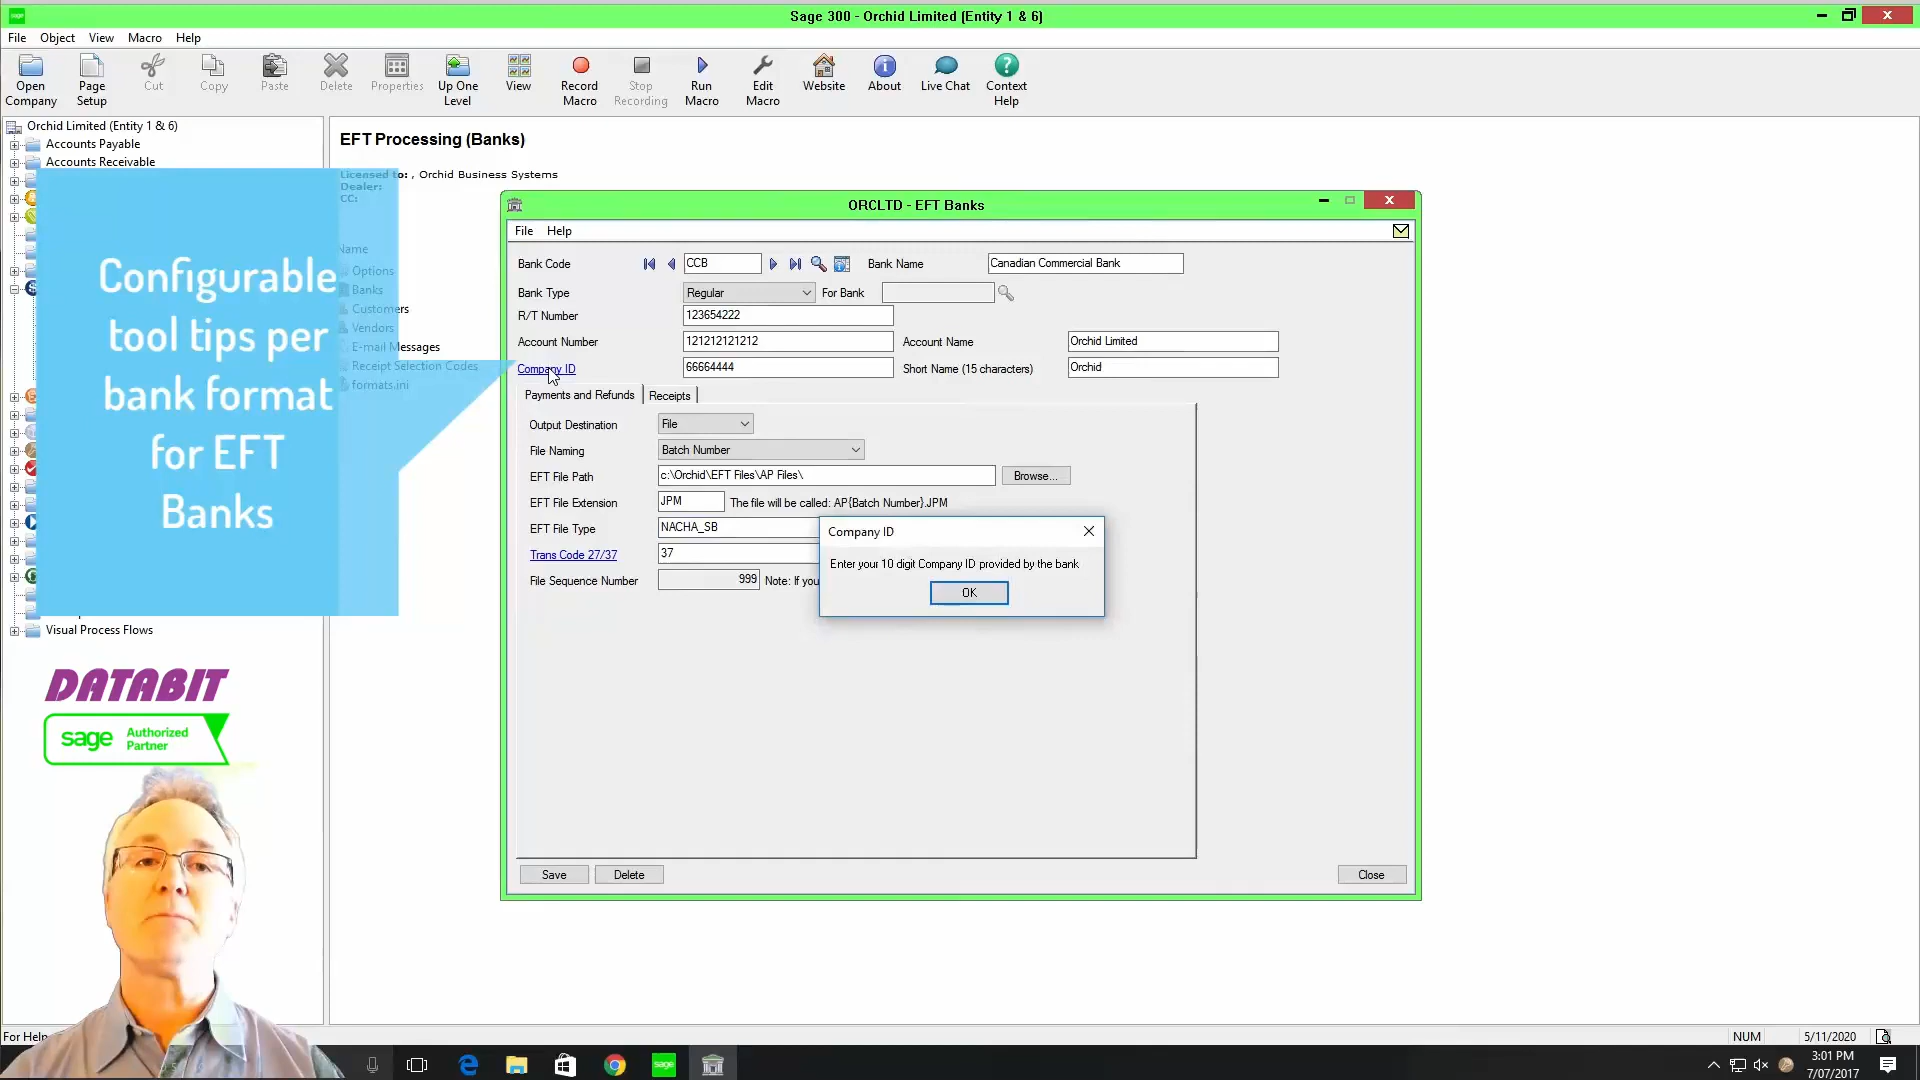 sage
Sage 300 - Orchid Limited (Entity 1 & 6)
File Object View Macro Help
Open Company
Page Setup
Cut
Copy
Paste
Delete
Properties
Up One Level
View
Record Macro
Stop Recording
Run Macro
Edit Macro
Website
About
Live Chat
Context Help
Orchid Limited (Entity 1 & 6)
Accounts Payable
Accounts Receivable
Visual Process Flows
EFT Processing (Banks)
Licensed to: , Orchid Business Systems
Dealer:
CC:
Name
Options
Banks
Customers
Vendors
E-mail Messages
Receipt Selection Codes
formats.ini
Configurable
tool tips per
bank format
for EFT
Banks
ORCLTD - EFT Banks
File Help
Bank Code CCB Bank Name Canadian Commercial Bank
Bank Type Regular For Bank
R/T Number 123654222
Account Number 121212121212 Account Name Orchid Limited
Company ID 66664444 Short Name (15 characters) Orchid
Payments and Refunds Receipts
Output Destination File
File Naming Batch Number
EFT File Path c:\Orchid\EFT Files\AP Files\ Browse...
EFT File Extension JPM The file will be called: AP{Batch Number}.JPM
EFT File Type NACHA_SB
Trans Code 27/37 37
File Sequence Number 999 Note: If you
Company ID
Enter your 10 digit Company ID provided by the bank
OK
Save Delete Close
DATABIT
sage Authorized
Partner
For Help
NUM 5/11/2020
sage
3:01 PM
7/07/2017